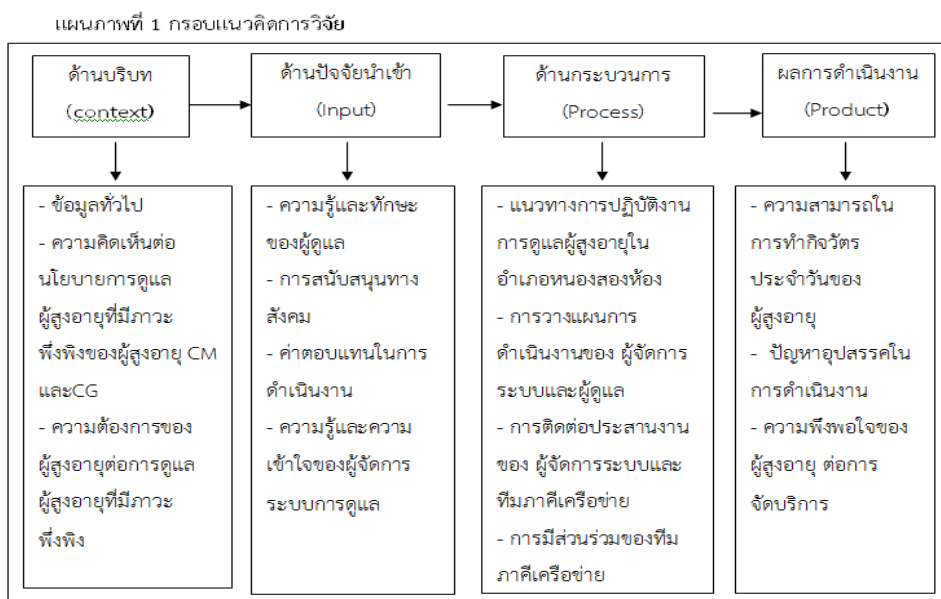 แผนภาพที่ 1 กรอบแนวคิดการวิจัย
ด้านบริบท
(context)
ด้านปัจจัยนำเข้า
(Input)
ด้านกระบวนการ
(Process)
ผลการดำเนินงาน
(Product)
- ข้อมูลทั่วไป
- ความคิดเห็นต่อ
นโยบายการดูแล
ผู้สูงอายุที่มีภาวะ
พึ่งพิงของผู้สูงอายุ CM
และCG
- ความต้องการของ
ผู้สูงอายุต่อการดูแล
ผู้สูงอายุที่มีภาวะ
พึ่งพิง
- ความรู้และทักษะ
ของผู้ดูแล
- การสนับสนุนทาง
สังคม
- ค่าตอบแทนในการ
ดำเนินงาน
- ความรู้และความ
เข้าใจของผู้จัดการ
ระบบการดูแล
- แนวทางการปฏิบัติงาน
การดูแลผู้สูงอายุใน
อำเภอหนองสองห้อง
- การวางแผนการ
ดำเนินงานของ ผู้จัดการ
ระบบและผู้ดูแล
- การติดต่อประสานงาน
ของ ผู้จัดการระบบและ
ทีมภาคีเครือข่าย
- การมีส่วนร่วมของทีม
ภาคีเครือข่าย
- ความสามารถใน
การทำกิจวัตร
ประจำวันของ
ผู้สูงอายุ
- ปัญหาอุปสรรคใน
การดำเนินงาน
- ความพึงพอใจของ
ผู้สูงอายุ ต่อการ
จัดบริการ